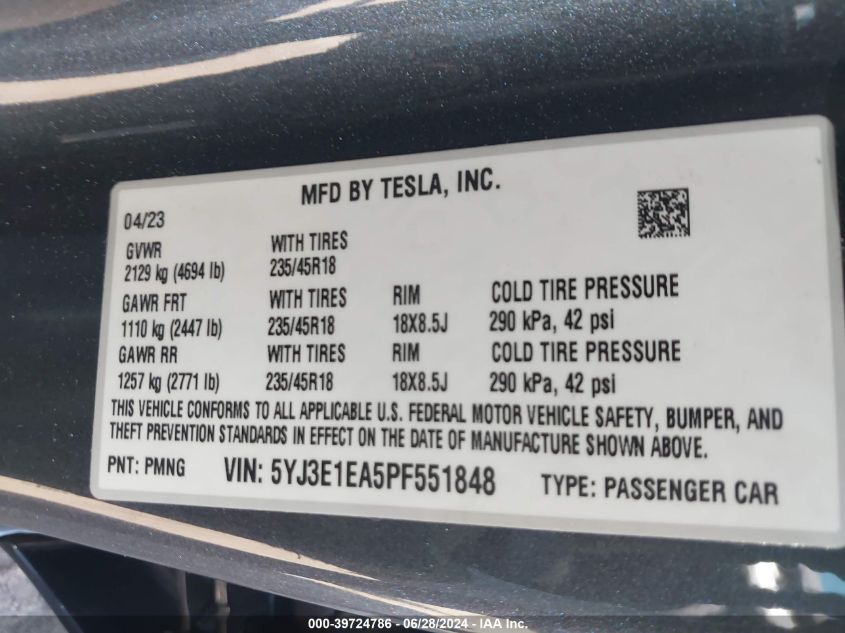 MFD BY TESLA, INC.
04/23
GVWR WITH TIRES
2129 kg (4694 lb) 235/45R18
GAWR FRT WITH TIRES RIM COLD TIRE PRESSURE
1110 kg (2447 lb) 235/45R18 18X8.5J 290 kPa, 42 psi
GAWR RR WITH TIRES RIM COLD TIRE PRESSURE
1257 kg (2771 lb) 235/45R18 18X8.5J 290 kPa, 42 psi
THIS VEHICLE CONFORMS TO ALL APPLICABLE U.S. FEDERAL MOTOR VEHICLE SAFETY, BUMPER, AND
THEFT PREVENTION STANDARDS IN EFFECT ON THE DATE OF MANUFACTURE SHOWN ABOVE.
PNT: PMNG VIN: 5YJ3E1EA5PF551848 TYPE: PASSENGER CAR
000-39724786 / 06/28/2024 - IAA Inc.